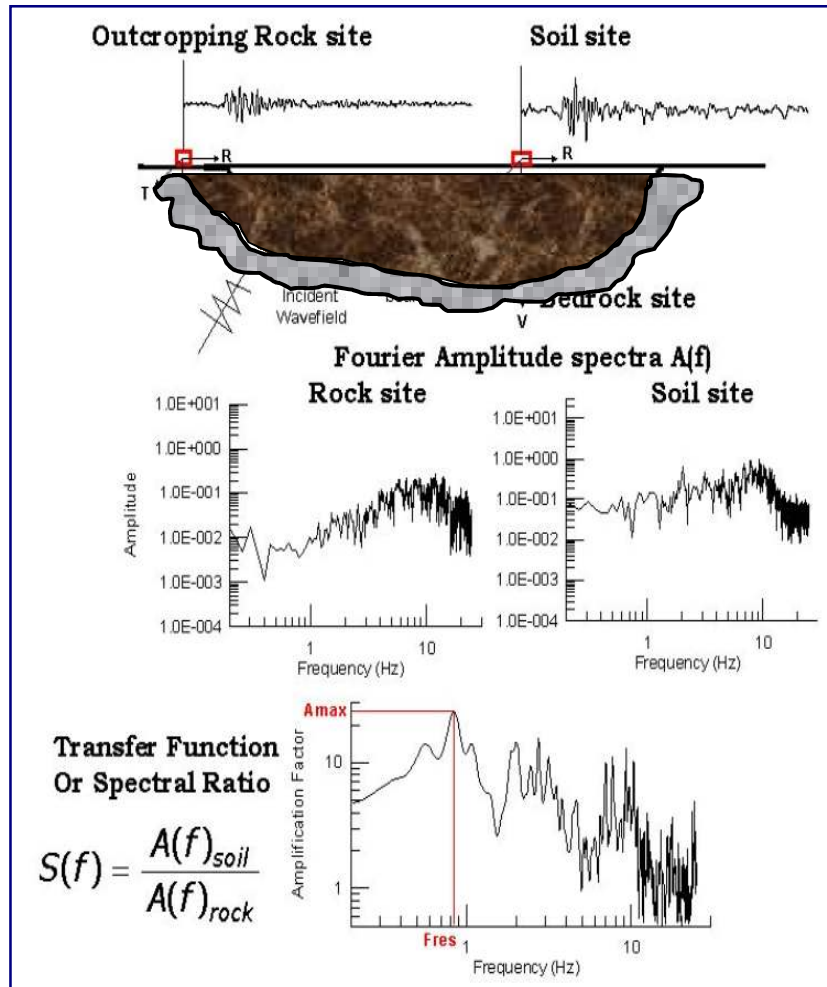 Outcropping Rock site
Soil site
R
R
T
Incident
Wavefield
Bedrock site
V
Fourier Amplitude spectra A(f)
Rock site
Soil site
1.0E+001
1.0E+000
1.0E-001
1.0E-002
1.0E-003
1.0E-004
Amplitude
1
10
Frequency (Hz)
1.0E+001
1.0E+000
1.0E-001
1.0E-002
1.0E-003
1.0E-004
1
10
Frequency (Hz)
Transfer Function
Or Spectral Ratio
S(f) = A(f)soil / A(f)rock
Amax
10
1
Amplification Factor
Fres
1
10
Frequency (Hz)